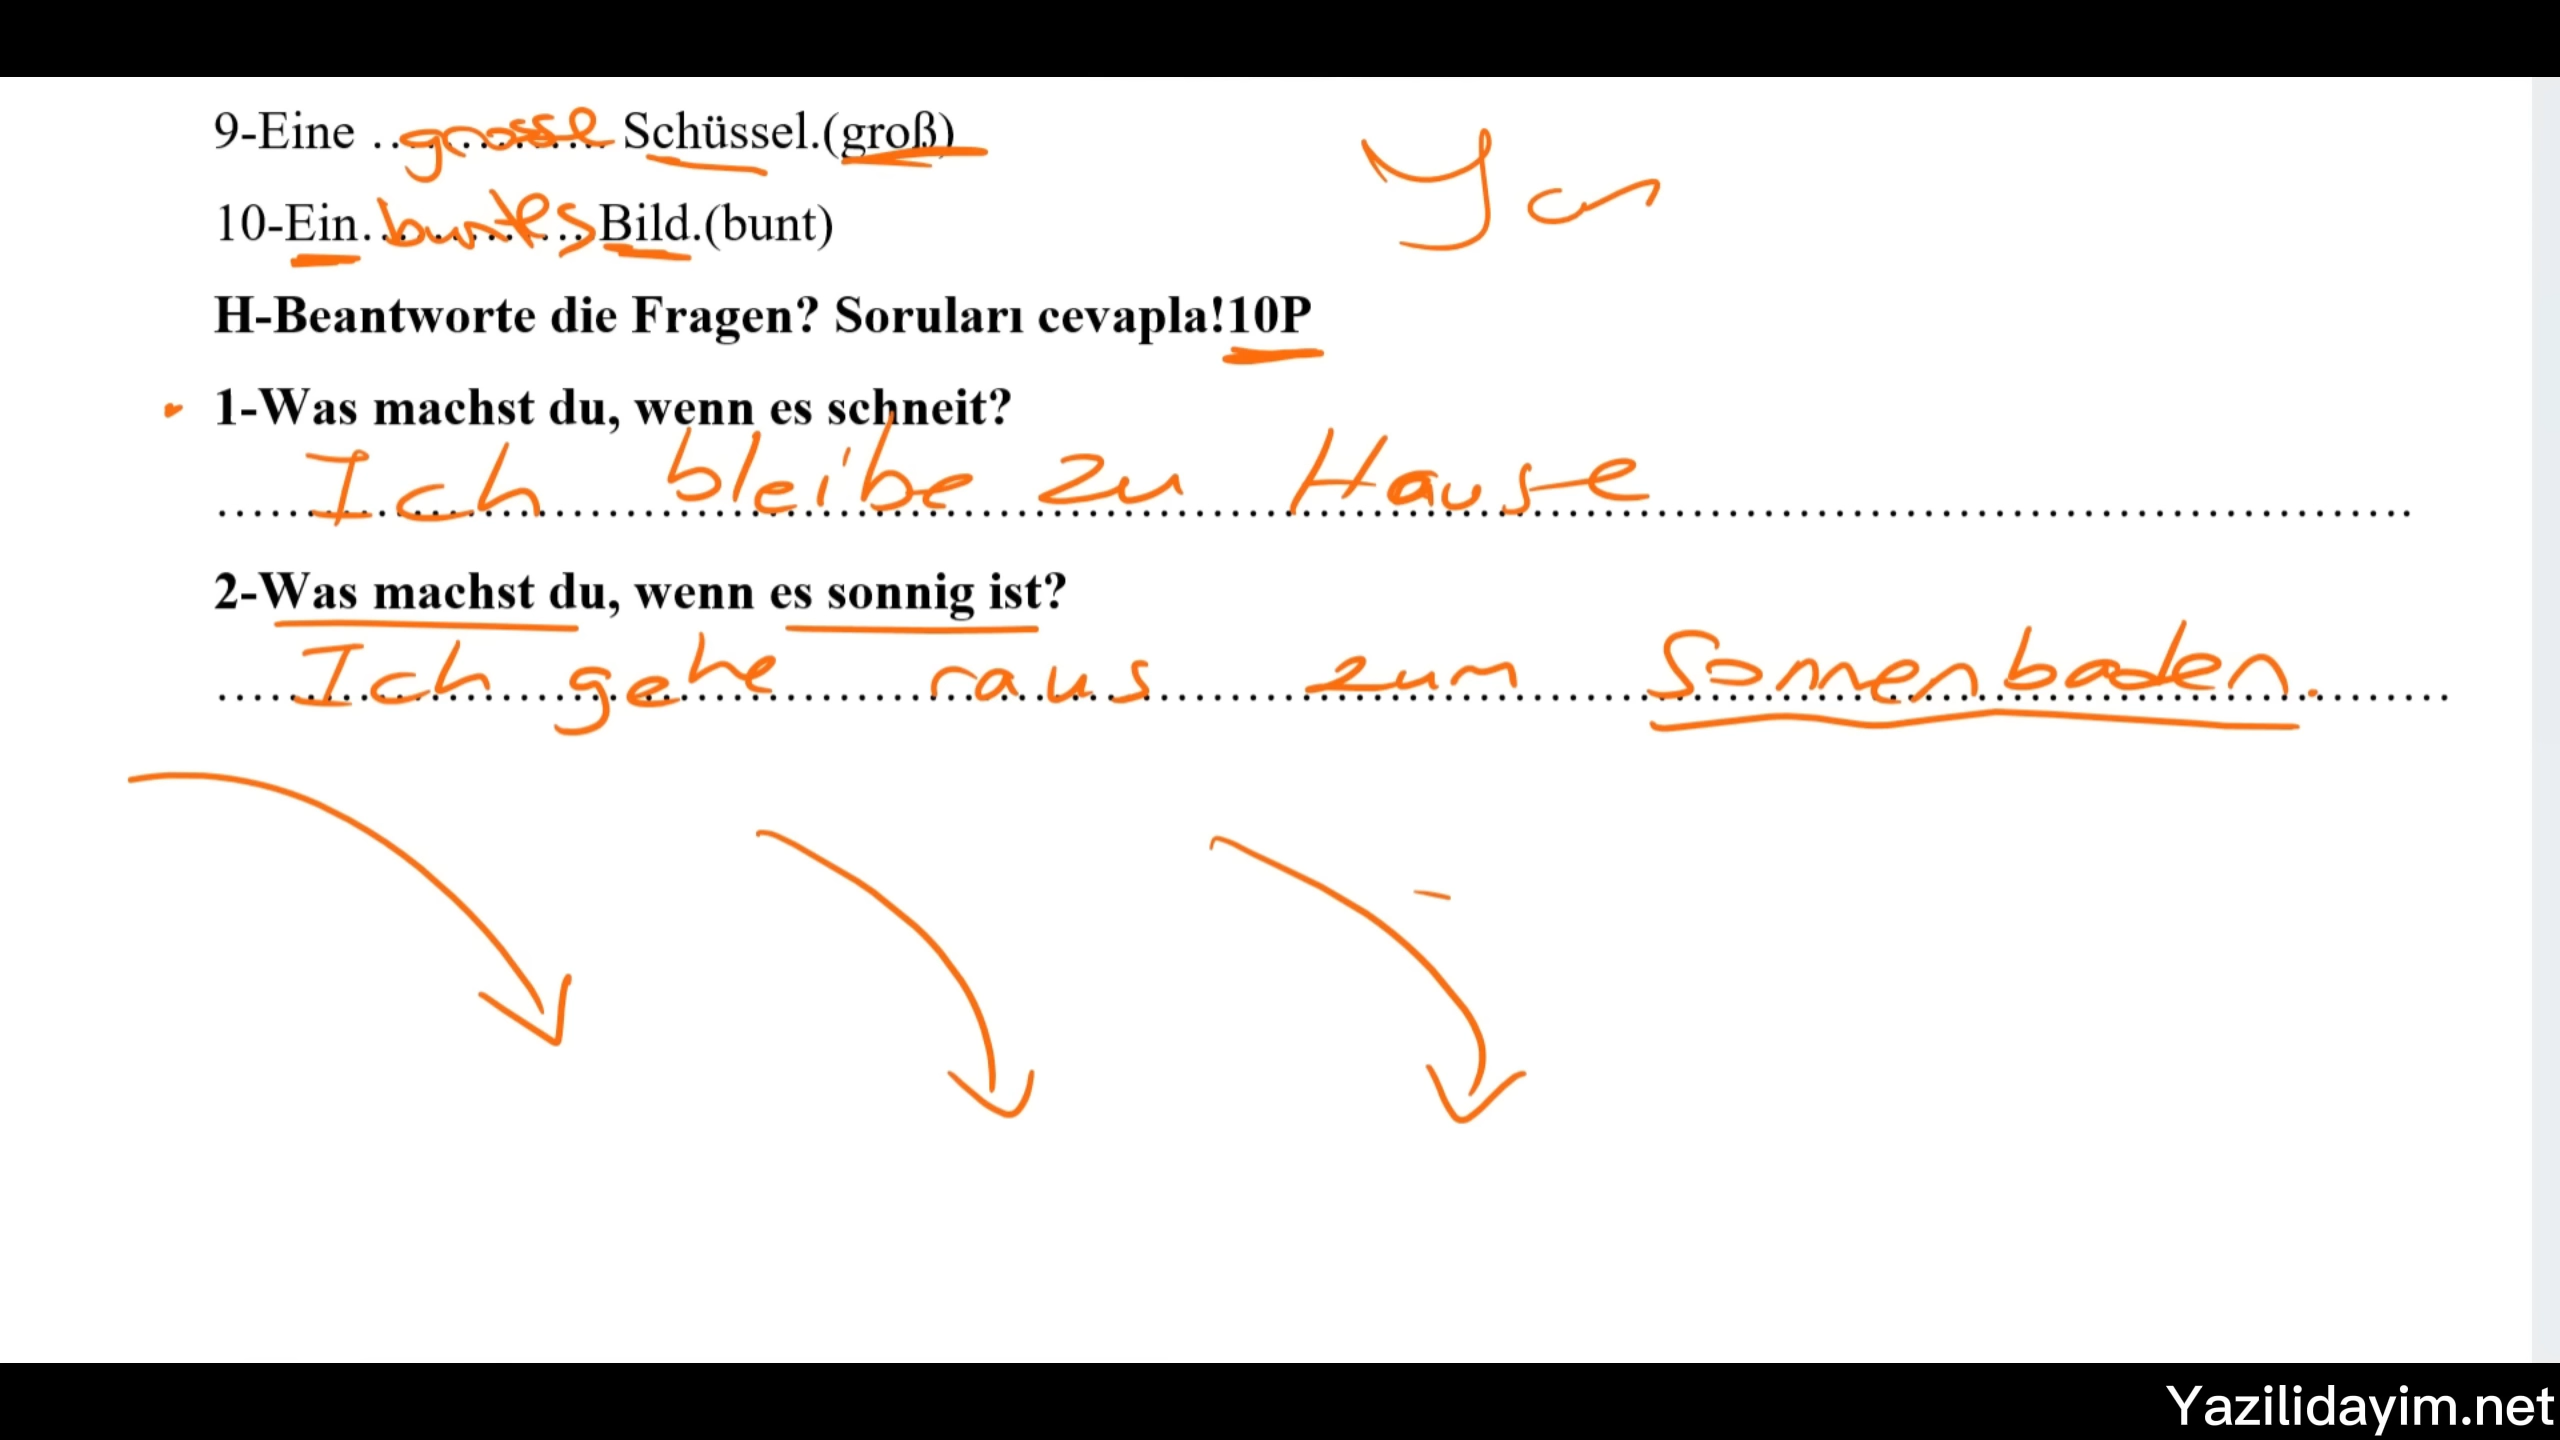 9-Eine ..grosse.. Schüssel.(groß)
10-Ein.buntes.Bild.(bunt)
H-Beantworte die Fragen? Soruları cevapla!10P
1-Was machst du, wenn es schneit?
Ich bleibe zu Hause
2-Was machst du, wenn es sonnig ist?
Ich gehe raus zum Sonnenbaden.
Yazilidayim.net